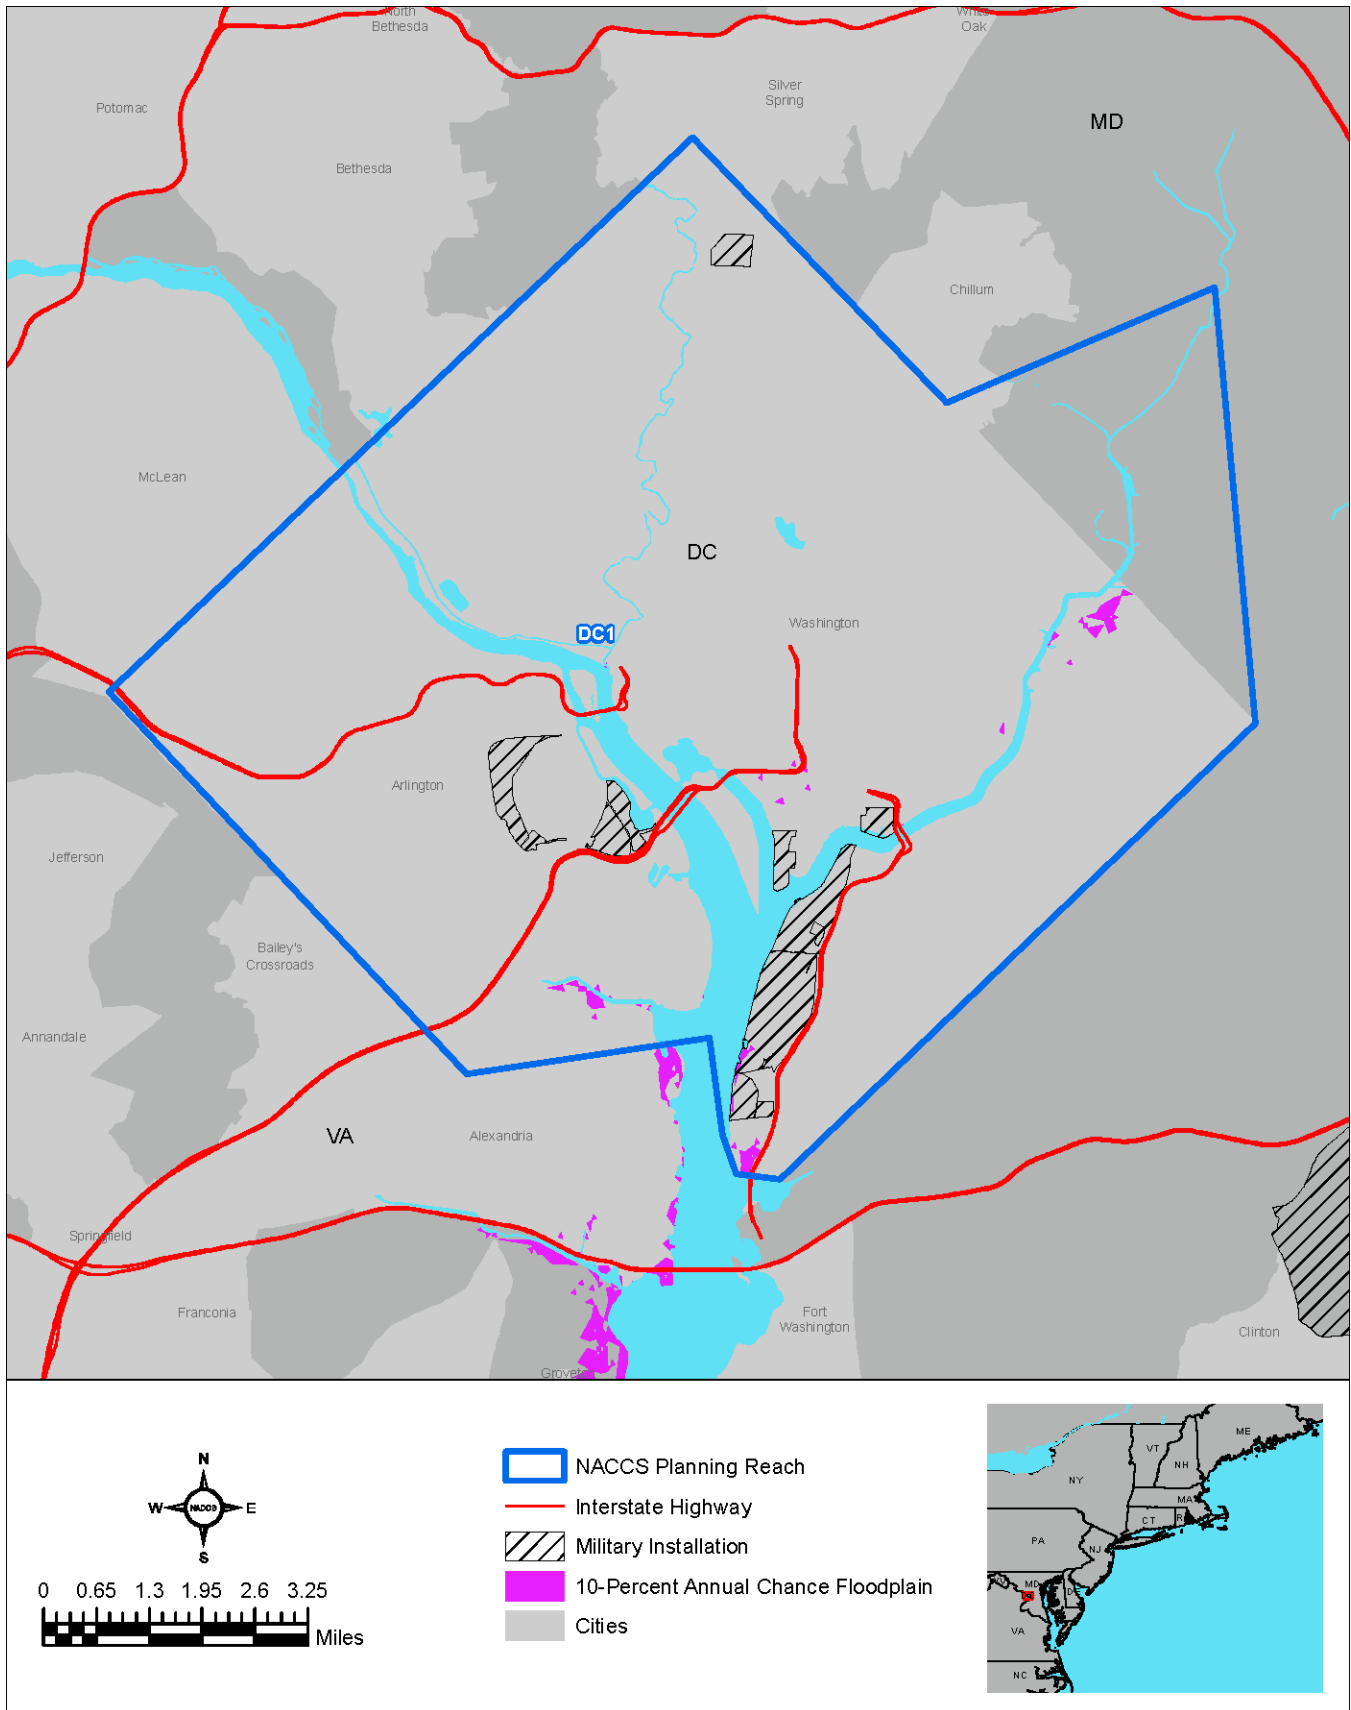 North
Bethesda
White
Oak
Potomac
Silver
Spring
MD
Bethesda
Chillum
McLean
DC
Washington
DC1
Arlington
Jefferson
Bailey's
Crossroads
Annandale
VA
Alexandria
Springfield
Franconia
Fort
Washington
Clinton
Groveton
N
W
NACCS
E
S
0 0.65 1.3 1.95 2.6 3.25
Miles
NACCS Planning Reach
Interstate Highway
Military Installation
10-Percent Annual Chance Floodplain
Cities
ME
VT
NH
NY
MA
CT
PA
NJ
MD
DE
VA
NC